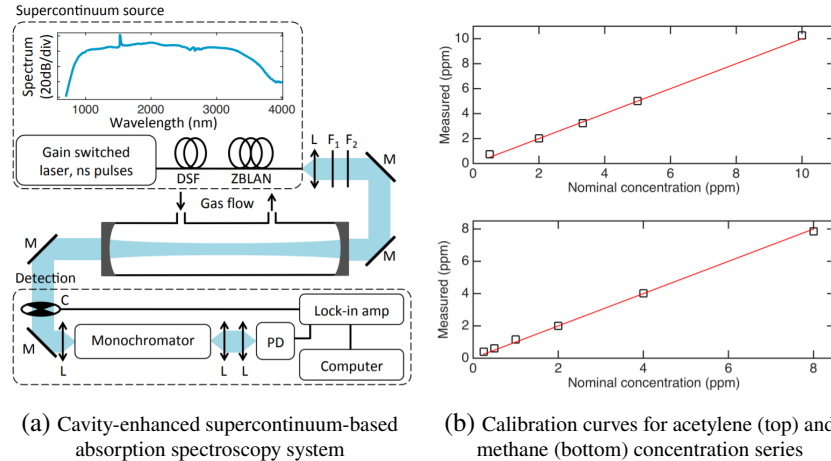 Supercontinuum source
Spectrum
(20dB/div)
1000 2000 3000 4000
Wavelength (nm)
Gain switched
laser, ns pulses
DSF
ZBLAN
L F1 F2
M
Gas flow
M
M
Detection
C
Lock-in amp
M
Monochromator
PD
L
L L
Computer
(a) Cavity-enhanced supercontinuum-based
absorption spectroscopy system
Measured (ppm)
10
8
6
4
2
0
0 2 4 6 8 10
Nominal concentration (ppm)
Measured (ppm)
8
6
4
2
0
0 2 4 6 8
Nominal concentration (ppm)
(b) Calibration curves for acetylene (top) and
methane (bottom) concentration series